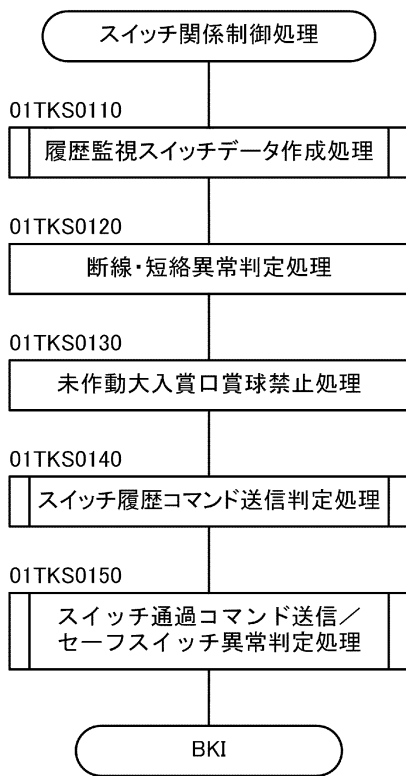 スイッチ関係制御処理
01TKS0110
履歴監視スイッチデータ作成処理
01TKS0120
断線・短絡異常判定処理
01TKS0130
未作動大入賞口賞球禁止処理
01TKS0140
スイッチ履歴コマンド送信判定処理
01TKS0150
スイッチ通過コマンド送信／
セーフスイッチ異常判定処理
BKI